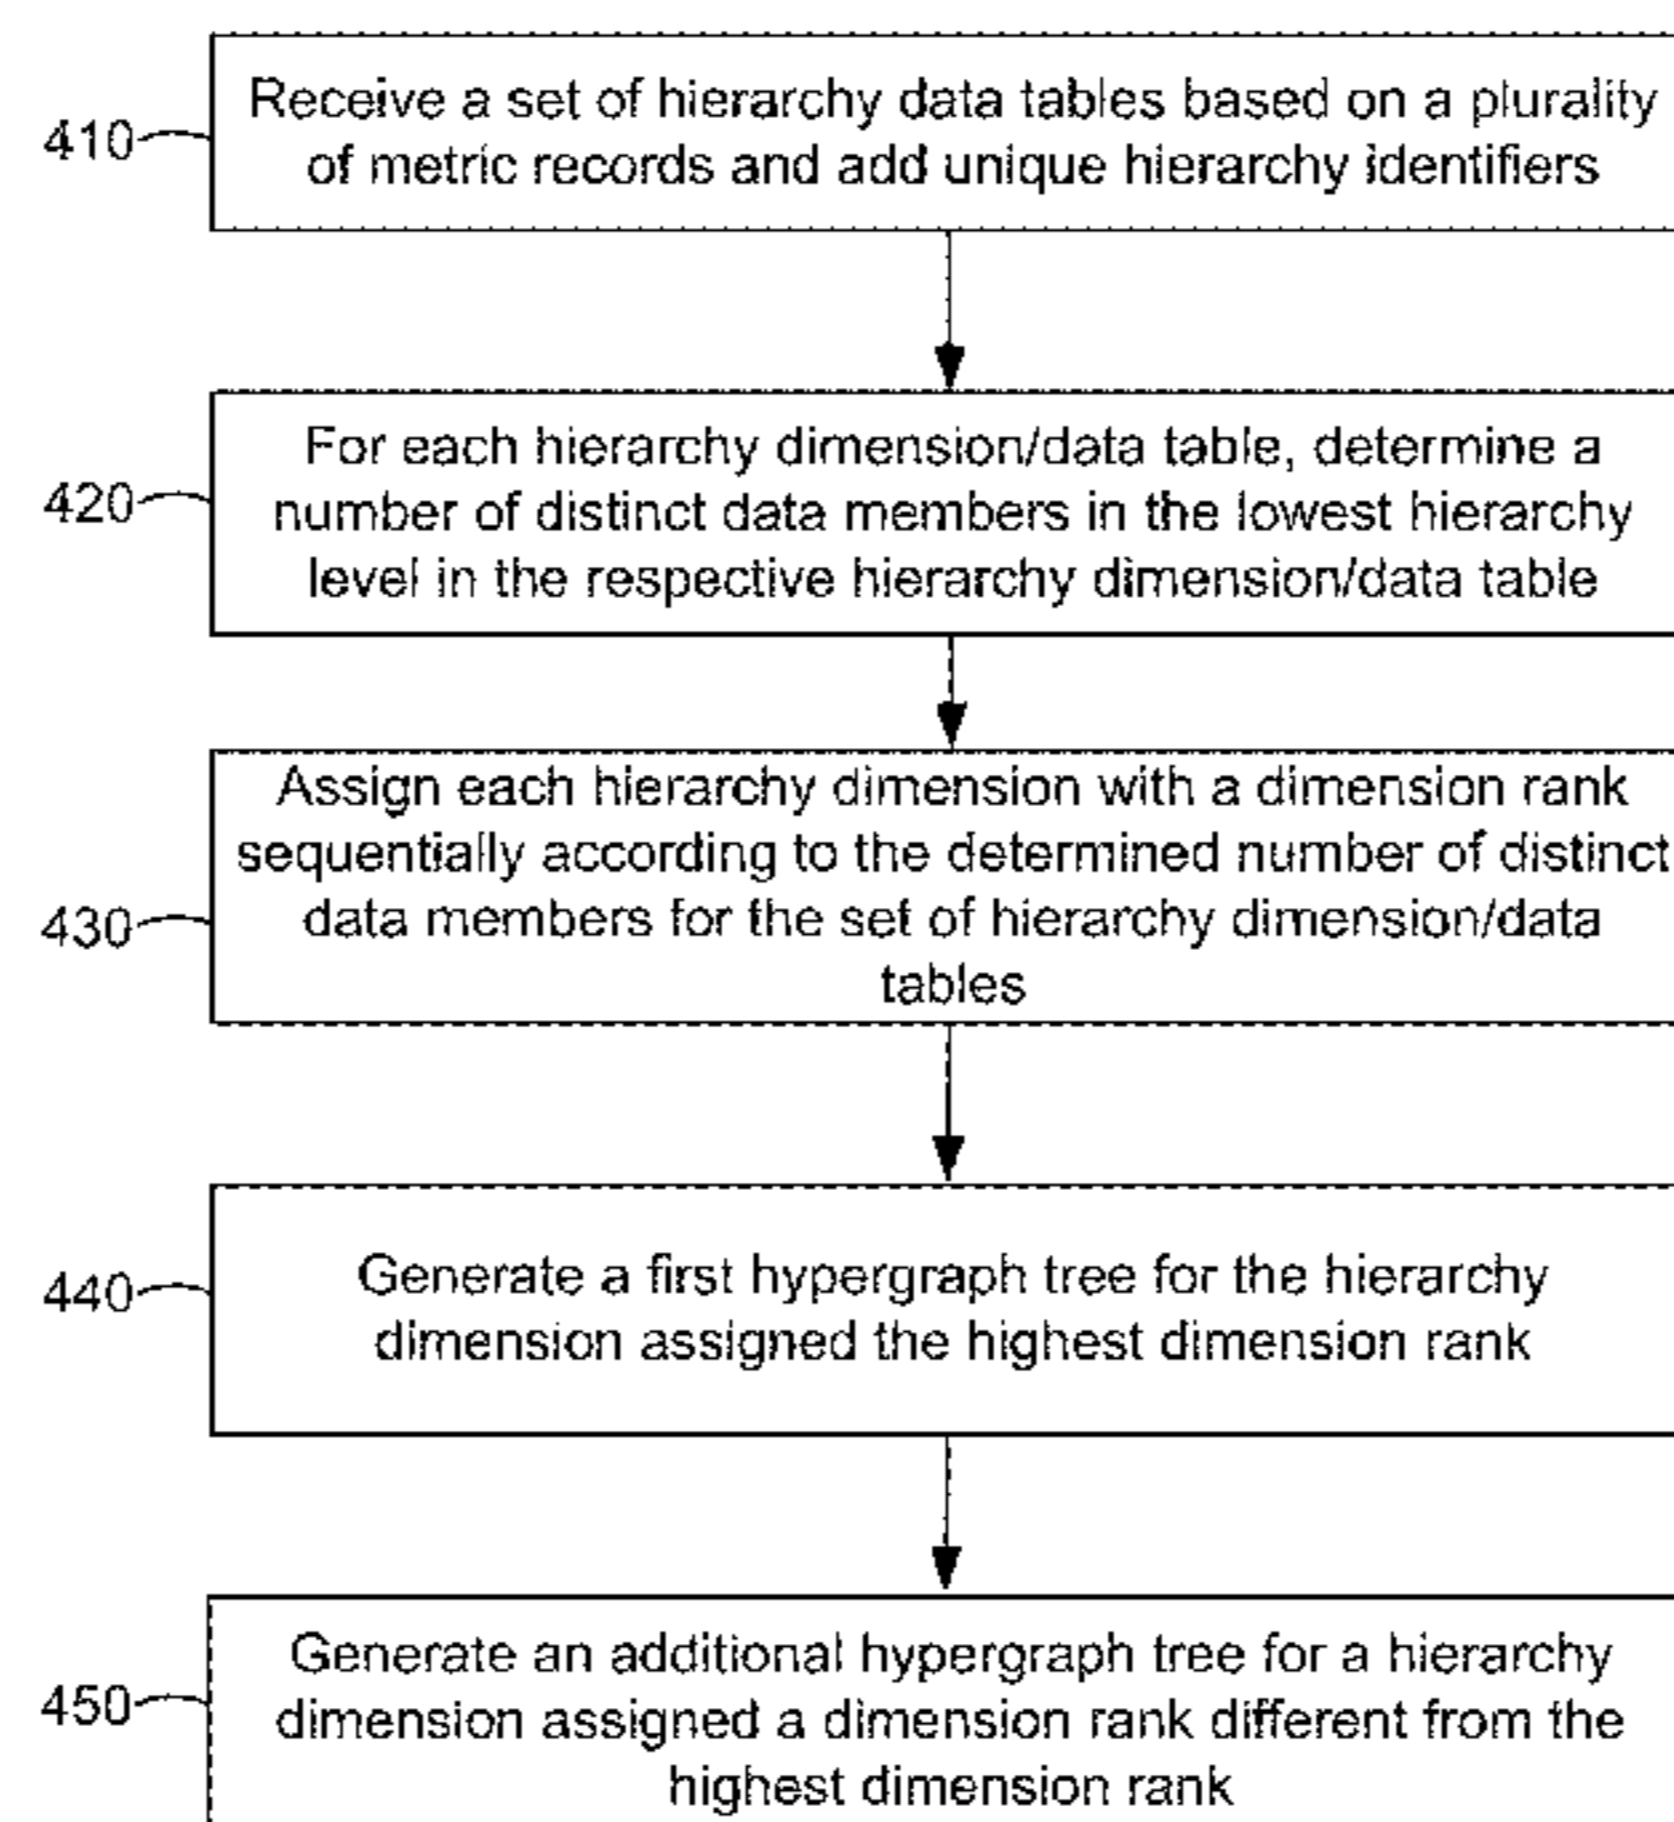 Receive a set of hierarchy data tables based on a plurality
410
of metric records and add unique hierarchy identifiers
For each hierarchy dimension/data table, determine a
420
number of distinct data members in the lowest hierarchy
level in the respective hierarchy dimension/data table
Assign each hierarchy dimension with a dimension rank
sequentially according to the determined number of distinct
430
data members for the set of hierarchy dimension/data
tables
440
Generate a first hypergraph tree for the hierarchy
dimension assigned the highest dimension rank
Generate an additional hypergraph tree for a hierarchy
450
dimension assigned a dimension rank different from the
highest dimension rank